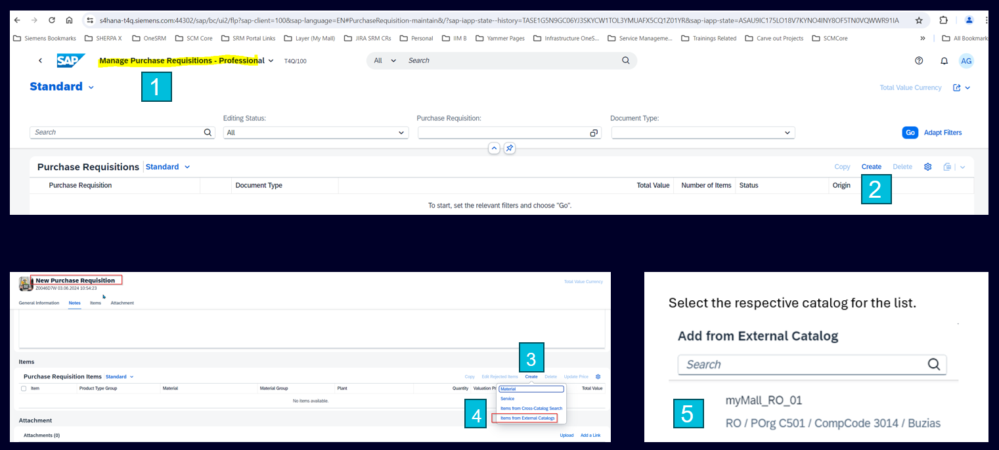 s4hana-t4q.siemens.com:44302/sap/bc/ui2/flp?sap-client=100&sap-language=EN#PurchaseRequisition-maintain&/?sap-iapp-state--history=TASE1G5N9GC06YJ3SKYCW1TOL3YMUAFX5CQ1Z01YR&sap-iapp-state=ASAU9IC175LO18V7KYNO4INY8OF5TN0VQWWR91IA
Siemens Bookmarks SHERPA X OneSRM SCM Core SRM Portal Links Layer (My Mall) JIRA SRM CRs Personal IIM B Yammer Pages Infrastructure OneS... Service Manageme... Trainings Related Carve out Projects SCMCore » All Bookmarks
SAP Manage Purchase Requisitions - Professional T4Q/100 All Search AG
1
Standard Total Value Currency
Editing Status: Purchase Requisition: Document Type:
Search All Go Adapt Filters
Purchase Requisitions Standard Copy Create Delete
2
Purchase Requisition Document Type Total Value Number of Items Status Origin
To start, set the relevant filters and choose "Go".
New Purchase Requisition
Z0046D7W 03.06.2024 10:54:23 Total Value Currency
General Information Notes Items Attachment
Items
3
Purchase Requisition Items Standard Copy Edit Rejected Items Create Delete Update Price
Item Product Type Group Material Material Group Plant Quantity Valuation Pr Total Value
No items available.
Material
Service
Items from Cross-Catalog Search
4 Items from External Catalogs
Attachment
Attachments (0) Upload Add a Link
Select the respective catalog for the list.
Add from External Catalog
Search
5
myMall_RO_01
RO / POrg C501 / CompCode 3014 / Buzias